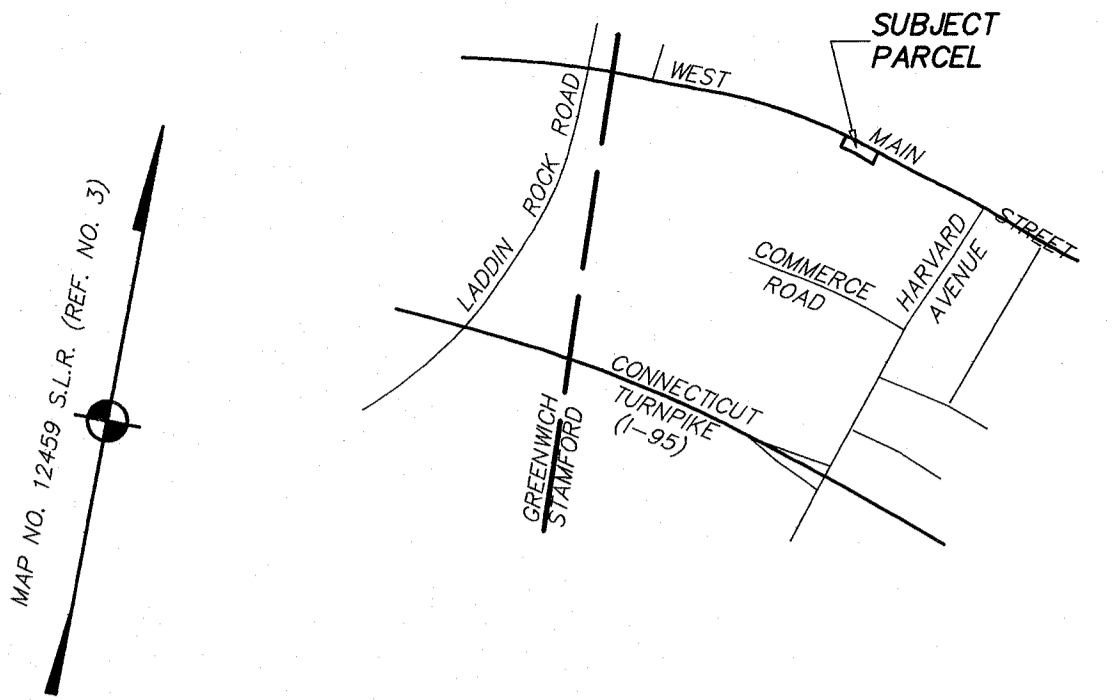 SUBJECT
PARCEL
WEST
MAIN
STREET
LADDIN ROCK ROAD
HARVARD
AVENUE
COMMERCE
ROAD
CONNECTICUT
TURNPIKE
(I-95)
GREENWICH
STAMFORD
MAP NO. 12459 S.L.R. (REF. NO. 3)